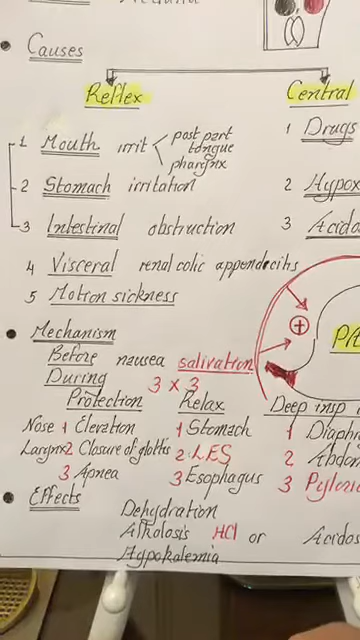 Causes
Reflex Central
1 Mouth irrit post part tongue pharynx 1 Drugs
2 Stomach irritation 2 Hypox
3 Intestinal obstruction 3 Acido
4 Visceral renal colic appendecitis
5 Motion sickness
+
Mechanism
Before nausea salivation
During 3 x 3
Protection Relax Deep insp
Nose 1 Eleration 1 Stomach 1 Diaph
Larynx 2 Closure of glottis 2 LES 2 Abdom
3 Apnea 3 Esophagus 3 Pyloric
Effects
Dehydration
Alkolosis HCl or Acidos
Hypokalemia